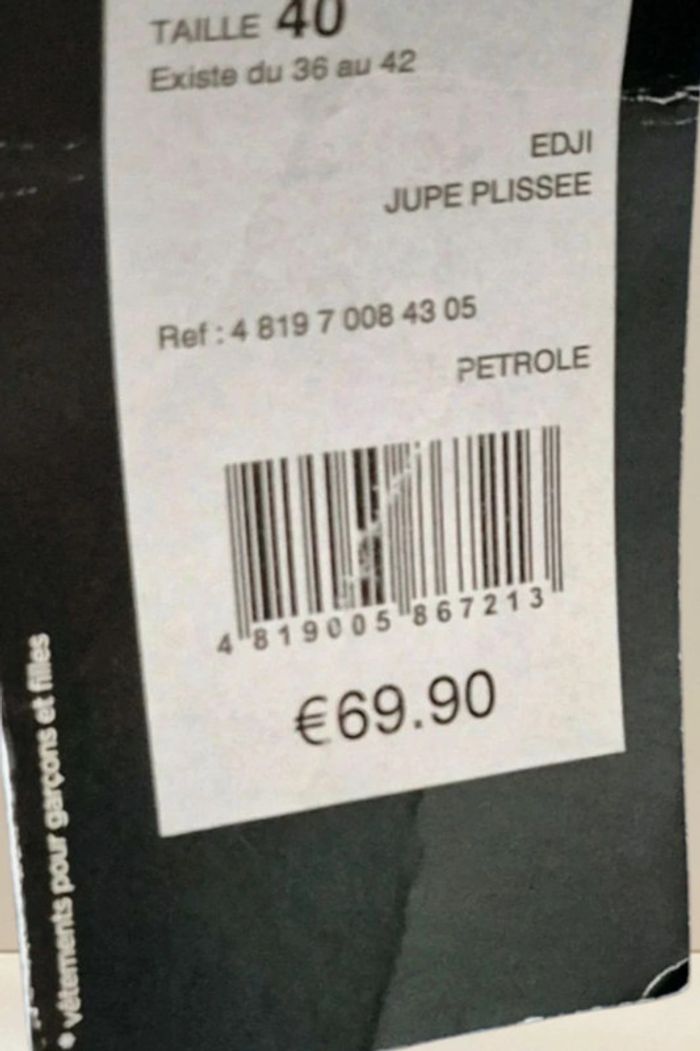 TAILLE 40
Existe du 36 au 42
EDJI
JUPE PLISSEE
Ref : 4 819 7 008 43 05
PETROLE
4 819005 867213
€69.90
• vêtements pour garçons et filles